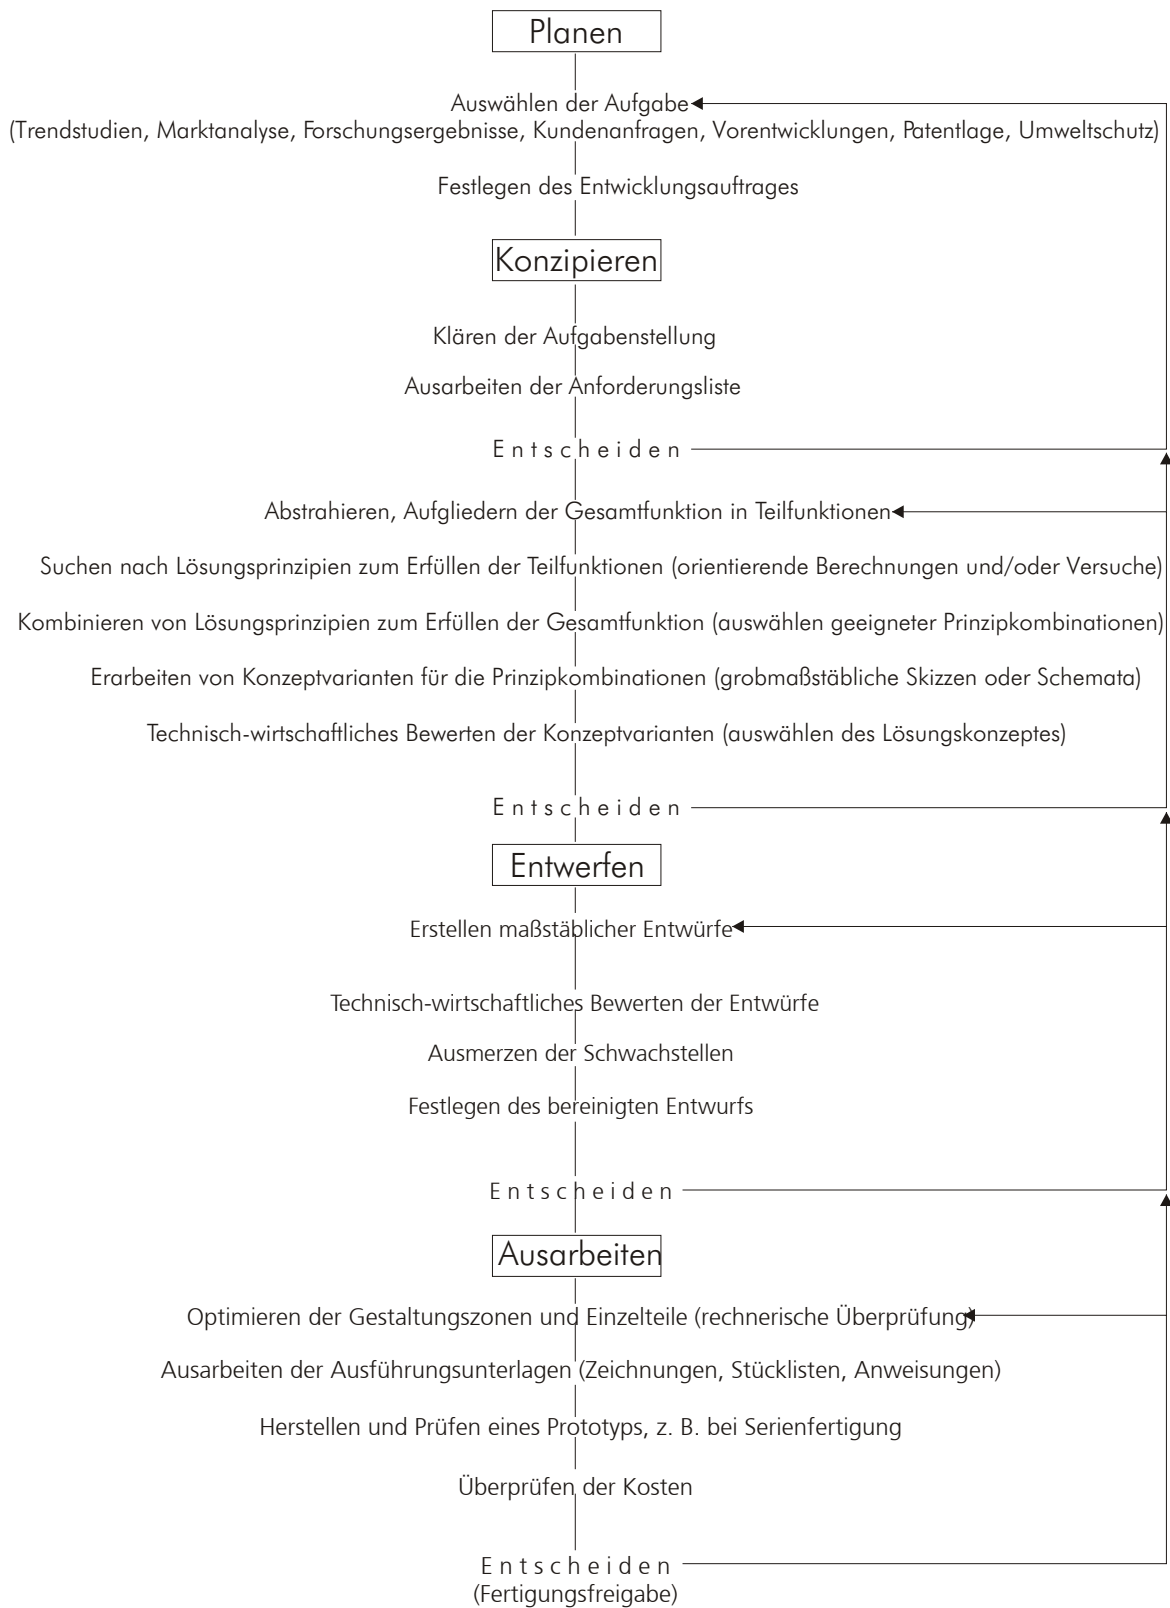 Planen
Auswählen der Aufgabe
(Trendstudien, Marktanalyse, Forschungsergebnisse, Kundenanfragen, Vorentwicklungen, Patentlage, Umweltschutz)
Festlegen des Entwicklungsauftrages
Konzipieren
Klären der Aufgabenstellung
Ausarbeiten der Anforderungsliste
Entscheiden
Abstrahieren, Aufgliedern der Gesamtfunktion in Teilfunktionen
Suchen nach Lösungsprinzipien zum Erfüllen der Teilfunktionen (orientierende Berechnungen und/oder Versuche)
Kombinieren von Lösungsprinzipien zum Erfüllen der Gesamtfunktion (auswählen geeigneter Prinzipkombinationen)
Erarbeiten von Konzeptvarianten für die Prinzipkombinationen (grobmaßstäbliche Skizzen oder Schemata)
Technisch-wirtschaftliches Bewerten der Konzeptvarianten (auswählen des Lösungskonzeptes)
Entscheiden
Entwerfen
Erstellen maßstäblicher Entwürfe
Technisch-wirtschaftliches Bewerten der Entwürfe
Ausmerzen der Schwachstellen
Festlegen des bereinigten Entwurfs
Entscheiden
Ausarbeiten
Optimieren der Gestaltungszonen und Einzelteile (rechnerische Überprüfung)
Ausarbeiten der Ausführungsunterlagen (Zeichnungen, Stücklisten, Anweisungen)
Herstellen und Prüfen eines Prototyps, z. B. bei Serienfertigung
Überprüfen der Kosten
Entscheiden
(Fertigungsfreigabe)